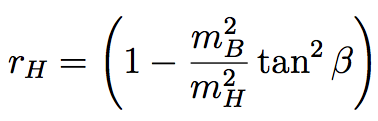 r_H = \left(1 - \frac{m_B^2}{m_H^2} \tan^2 \beta\right)